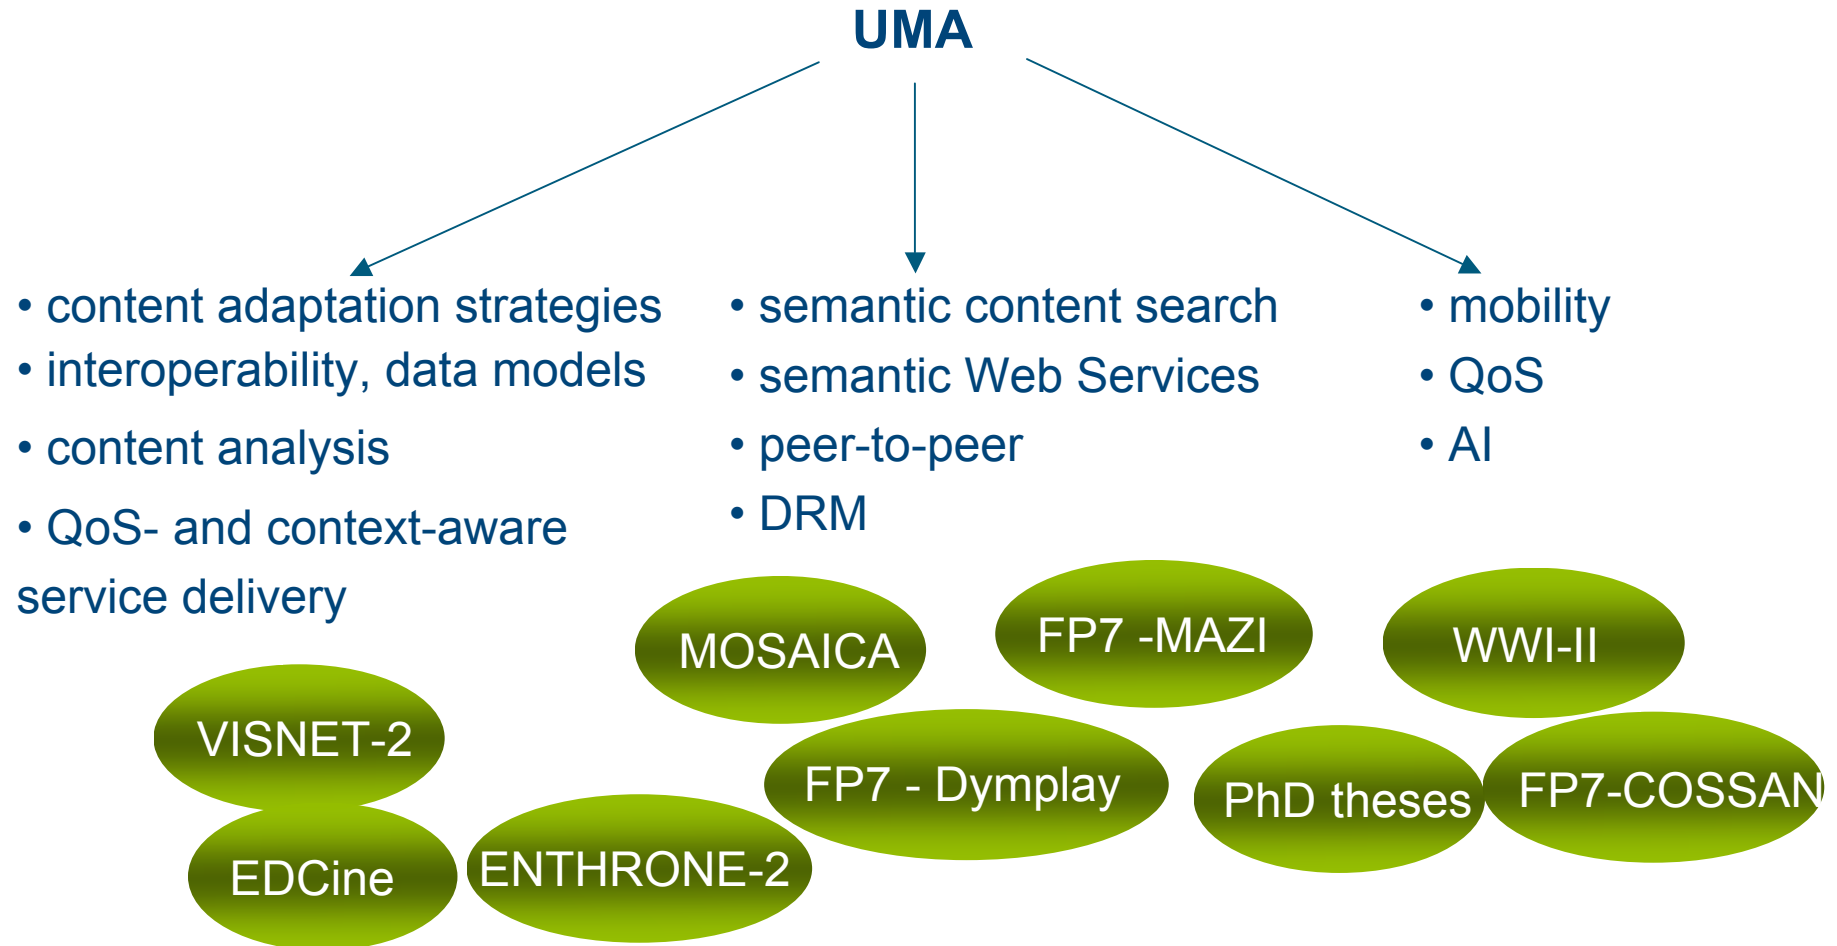 UMA
• content adaptation strategies
• interoperability, data models
• content analysis
• QoS- and context-aware
service delivery
• semantic content search
• semantic Web Services
• peer-to-peer
• DRM
• mobility
• QoS
• AI
MOSAICA
FP7 -MAZI
WWI-II
VISNET-2
FP7 - Dymplay
PhD theses
FP7-COSSAN
EDCine
ENTHRONE-2